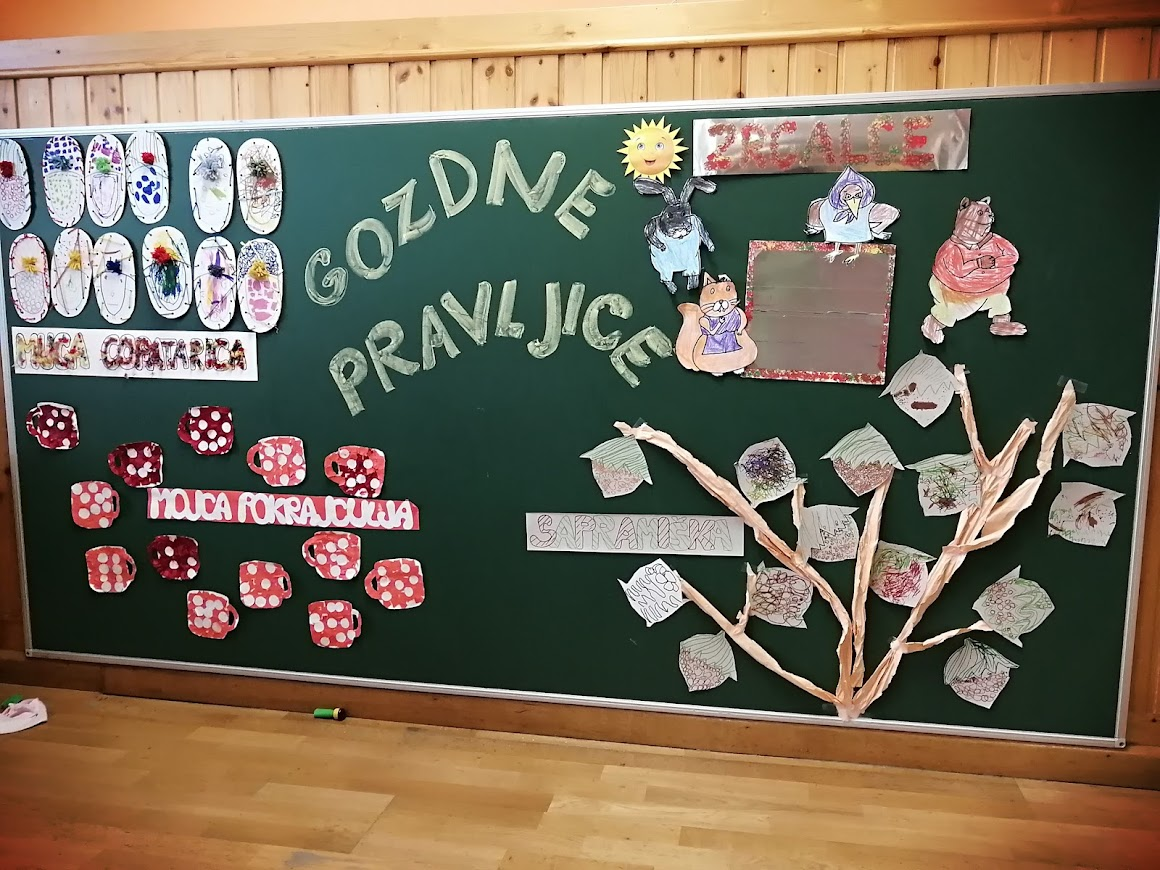 GOZDNE
PRAVLJICE
ZRCALCE
MUCA COPATARICA
MOJCA POKRAJCULJA
SAPRAMIŠKA